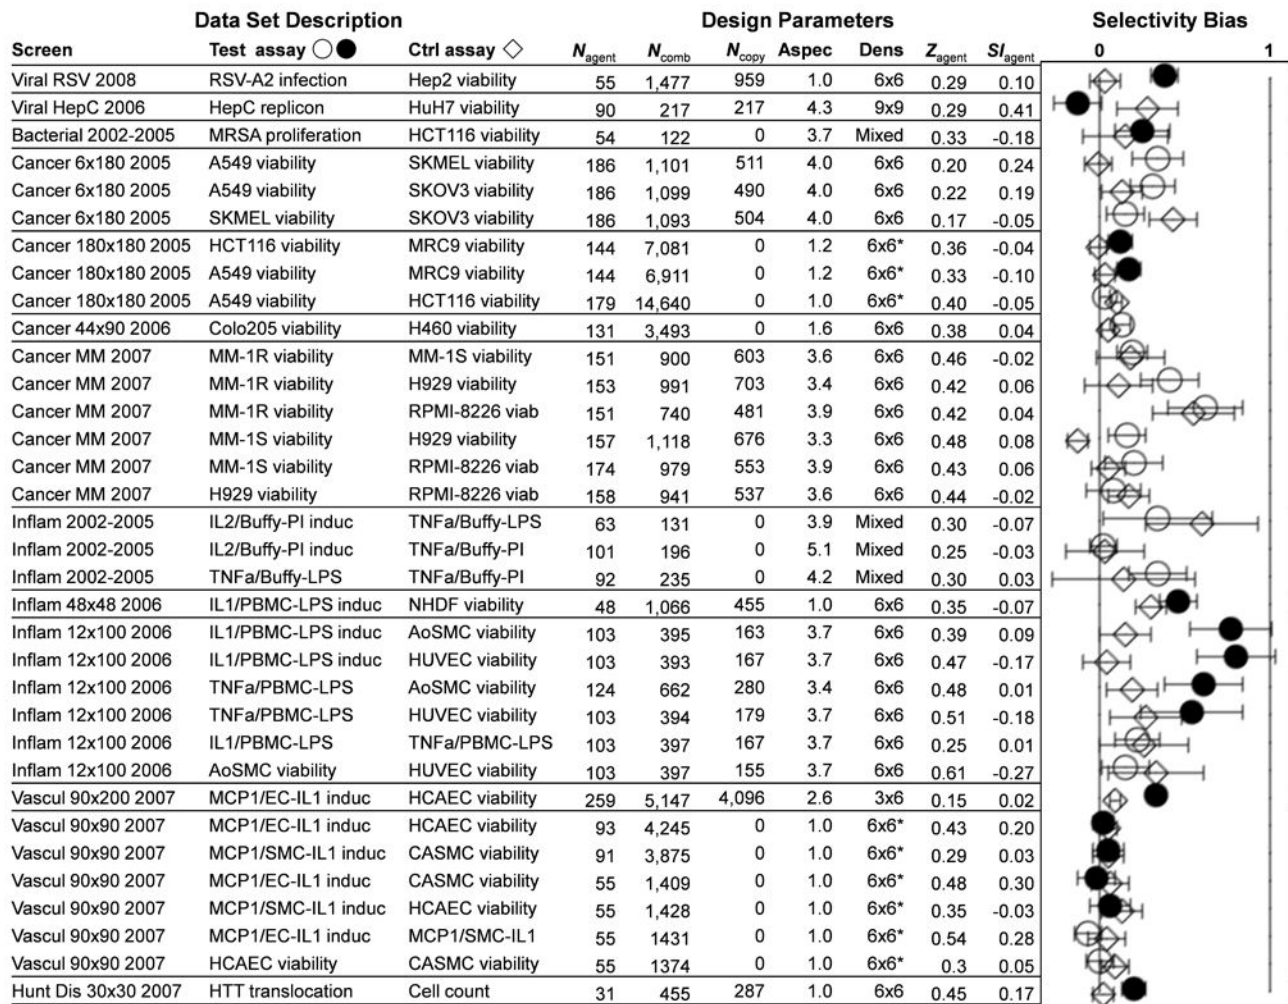 Data Set Description Design Parameters Selectivity Bias
Screen Test assay Ctrl assay Nagent Ncomb Ncopy Aspec Dens Zagent SIagent 0 1
Viral RSV 2008 RSV-A2 infection Hep2 viability 55 1,477 959 1.0 6x6 0.29 0.10
Viral HepC 2006 HepC replicon HuH7 viability 90 217 217 4.3 9x9 0.29 0.41
Bacterial 2002-2005 MRSA proliferation HCT116 viability 54 122 0 3.7 Mixed 0.33 -0.18
Cancer 6x180 2005 A549 viability SKMEL viability 186 1,101 511 4.0 6x6 0.20 0.24
Cancer 6x180 2005 A549 viability SKOV3 viability 186 1,099 490 4.0 6x6 0.22 0.19
Cancer 6x180 2005 SKMEL viability SKOV3 viability 186 1,093 504 4.0 6x6 0.17 -0.05
Cancer 180x180 2005 HCT116 viability MRC9 viability 144 7,081 0 1.2 6x6* 0.36 -0.04
Cancer 180x180 2005 A549 viability MRC9 viability 144 6,911 0 1.2 6x6* 0.33 -0.10
Cancer 180x180 2005 A549 viability HCT116 viability 179 14,640 0 1.0 6x6* 0.40 -0.05
Cancer 44x90 2006 Colo205 viability H460 viability 131 3,493 0 1.6 6x6 0.38 0.04
Cancer MM 2007 MM-1R viability MM-1S viability 151 900 603 3.6 6x6 0.46 -0.02
Cancer MM 2007 MM-1R viability H929 viability 153 991 703 3.4 6x6 0.42 0.06
Cancer MM 2007 MM-1R viability RPMI-8226 viab 151 740 481 3.9 6x6 0.42 0.04
Cancer MM 2007 MM-1S viability H929 viability 157 1,118 676 3.3 6x6 0.48 0.08
Cancer MM 2007 MM-1S viability RPMI-8226 viab 174 979 553 3.9 6x6 0.43 0.06
Cancer MM 2007 H929 viability RPMI-8226 viab 158 941 537 3.6 6x6 0.44 -0.02
Inflam 2002-2005 IL2/Buffy-PI induc TNFa/Buffy-LPS 63 131 0 3.9 Mixed 0.30 -0.07
Inflam 2002-2005 IL2/Buffy-PI induc TNFa/Buffy-PI 101 196 0 5.1 Mixed 0.25 -0.03
Inflam 2002-2005 TNFa/Buffy-LPS TNFa/Buffy-PI 92 235 0 4.2 Mixed 0.30 0.03
Inflam 48x48 2006 IL1/PBMC-LPS induc NHDF viability 48 1,066 455 1.0 6x6 0.35 -0.07
Inflam 12x100 2006 IL1/PBMC-LPS induc AoSMC viability 103 395 163 3.7 6x6 0.39 0.09
Inflam 12x100 2006 IL1/PBMC-LPS induc HUVEC viability 103 393 167 3.7 6x6 0.47 -0.17
Inflam 12x100 2006 TNFa/PBMC-LPS AoSMC viability 124 662 280 3.4 6x6 0.48 0.01
Inflam 12x100 2006 TNFa/PBMC-LPS HUVEC viability 103 394 179 3.7 6x6 0.51 -0.18
Inflam 12x100 2006 IL1/PBMC-LPS TNFa/PBMC-LPS 103 397 167 3.7 6x6 0.25 0.01
Inflam 12x100 2006 AoSMC viability HUVEC viability 103 397 155 3.7 6x6 0.61 -0.27
Vascul 90x200 2007 MCP1/EC-IL1 induc HCAEC viability 259 5,147 4,096 2.6 3x6 0.15 0.02
Vascul 90x90 2007 MCP1/EC-IL1 induc HCAEC viability 93 4,245 0 1.0 6x6* 0.43 0.20
Vascul 90x90 2007 MCP1/SMC-IL1 induc CASMC viability 91 3,875 0 1.0 6x6* 0.29 0.03
Vascul 90x90 2007 MCP1/EC-IL1 induc CASMC viability 55 1,409 0 1.0 6x6* 0.48 0.30
Vascul 90x90 2007 MCP1/SMC-IL1 induc HCAEC viability 55 1,428 0 1.0 6x6* 0.35 -0.03
Vascul 90x90 2007 MCP1/EC-IL1 induc MCP1/SMC-IL1 55 1431 0 1.0 6x6* 0.54 0.28
Vascul 90x90 2007 HCAEC viability CASMC viability 55 1374 0 1.0 6x6* 0.3 0.05
Hunt Dis 30x30 2007 HTT translocation Cell count 31 455 287 1.0 6x6 0.45 0.17